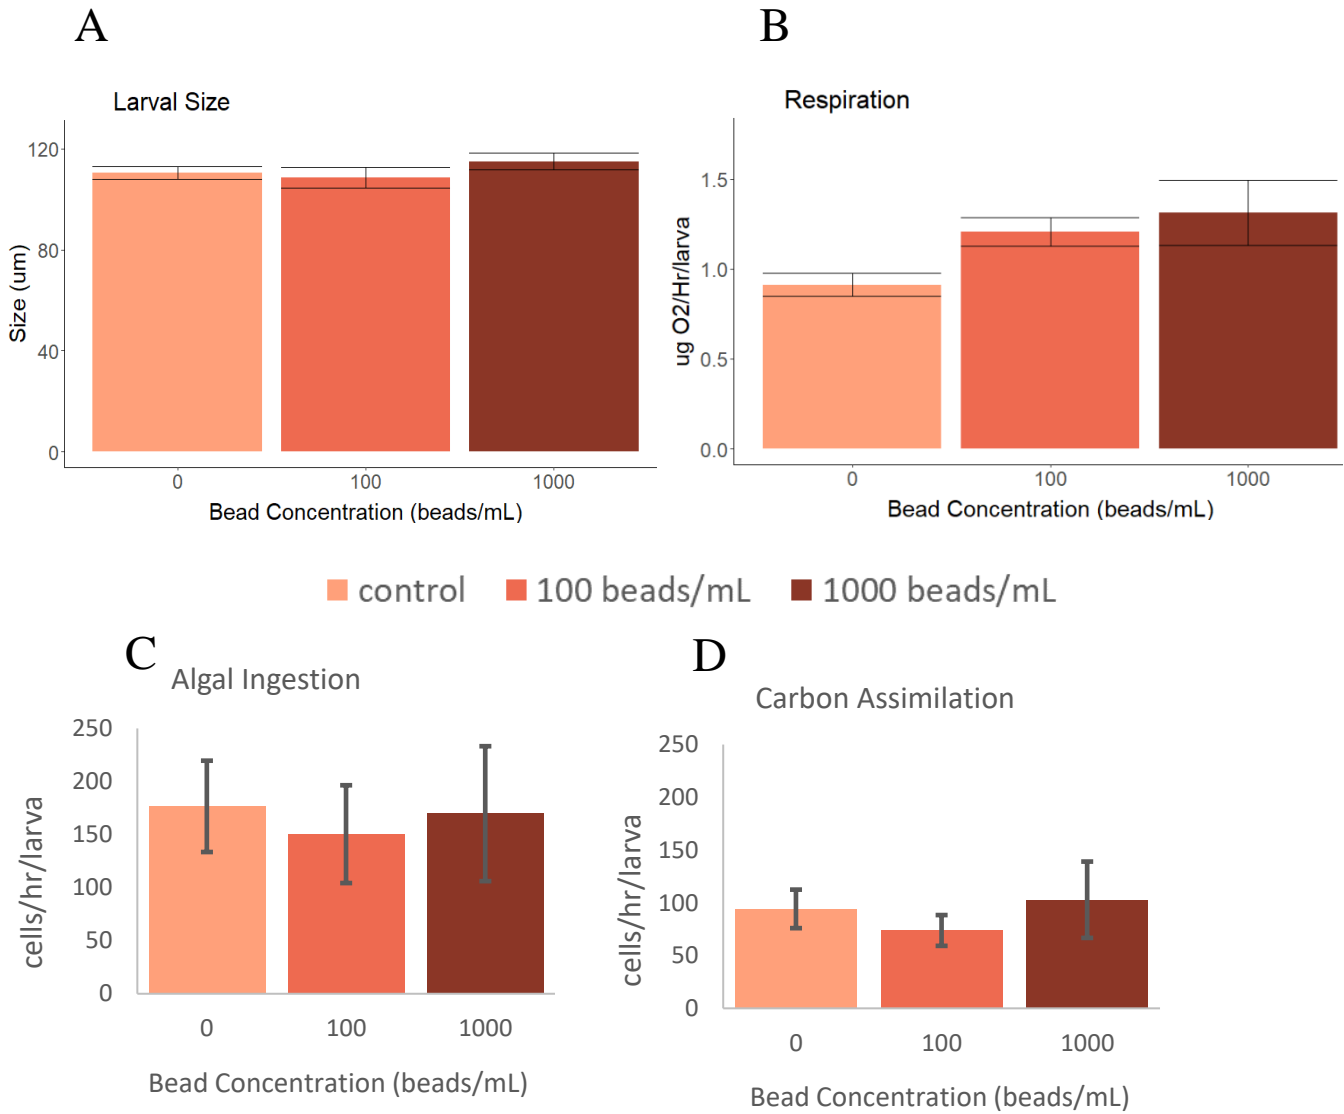 A
Larval Size
120
80
40
0
Size (um)
0 100 1000
Bead Concentration (beads/mL)
B
Respiration
1.5
1.0
0.5
0.0
ug O2/Hr/larva
0 100 1000
Bead Concentration (beads/mL)
control 100 beads/mL 1000 beads/mL
C
Algal Ingestion
250
200
150
100
50
0
cells/hr/larva
0 100 1000
Bead Concentration (beads/mL)
D
Carbon Assimilation
250
200
150
100
50
0
cells/hr/larva
0 100 1000
Bead Concentration (beads/mL)